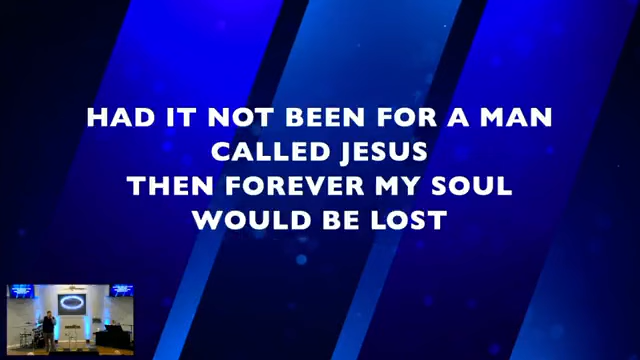 HAD IT NOT BEEN FOR A MAN
CALLED JESUS
THEN FOREVER MY SOUL
WOULD BE LOST